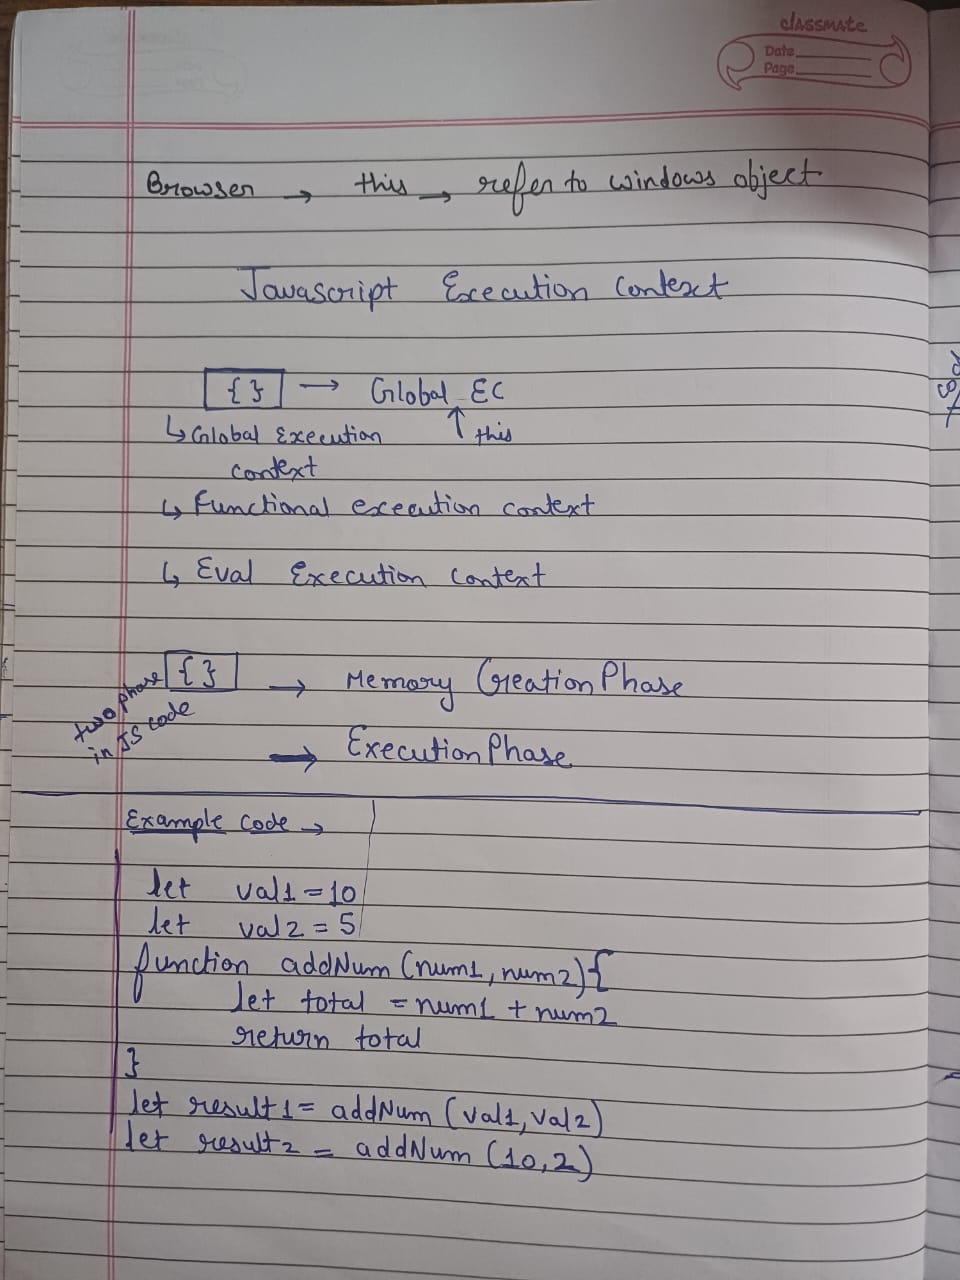 classmate
Date
Page
Browser → this → refer to windows object
Javascript Execution Context
{ } → Global EC
↳ Global Execution ↑ this
context
↳ Functional execution context
↳ Eval Execution Context
two phase in JS code
{ } → Memory Creation Phase
→ Execution Phase
Example code →
let val1 = 10
let val2 = 5
function addNum (num1, num2) {
let total = num1 + num2
return total
}
let result1 = addNum (val1, val2)
let result2 = addNum (10, 2)